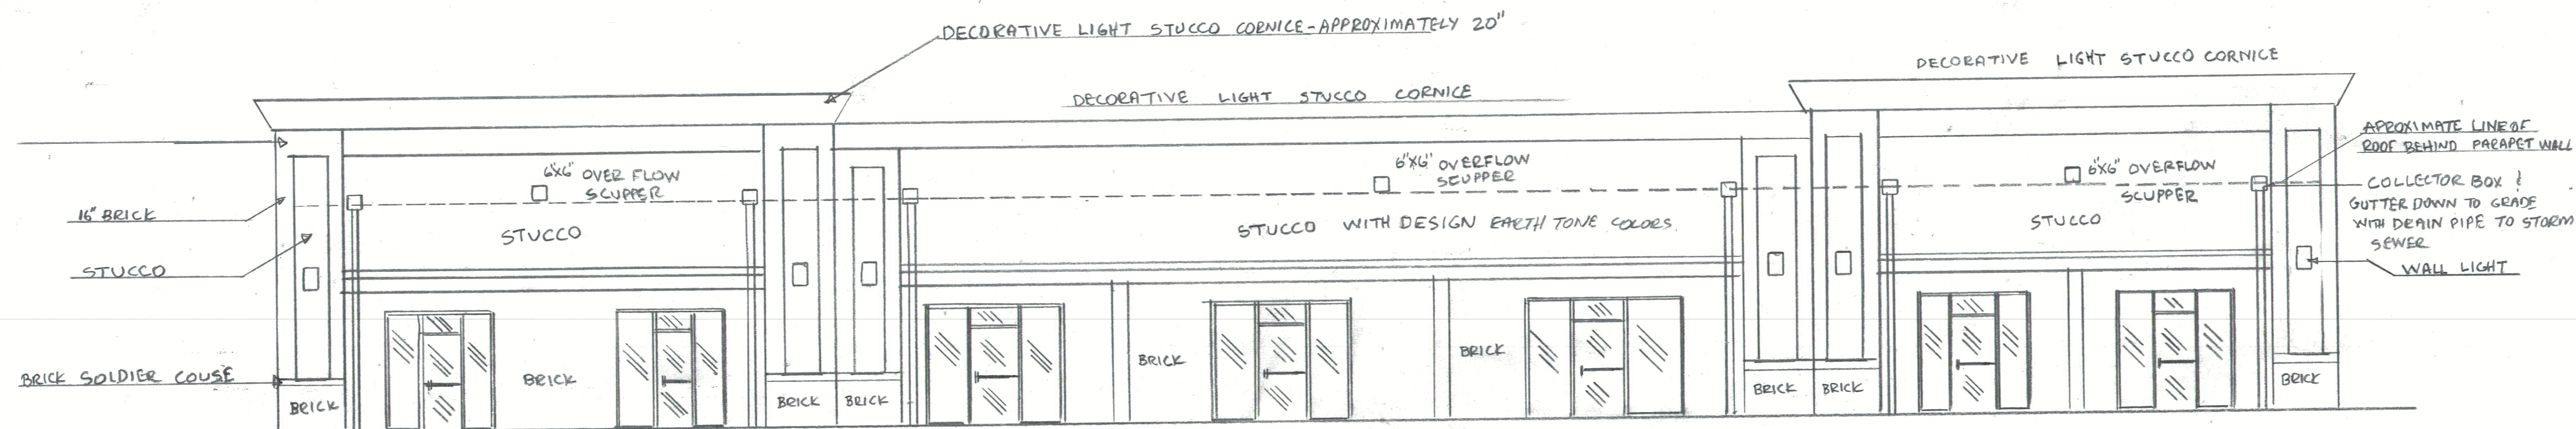 DECORATIVE LIGHT STUCCO CORNICE-APPROXIMATELY 20"
DECORATIVE LIGHT STUCCO CORNICE
DECORATIVE LIGHT STUCCO CORNICE
APROXIMATE LINE OF
ROOF BEHIND PARAPET WALL
6"X6" OVER FLOW
SCUPPER
6"X6" OVERFLOW
SCUPPER
6"X6" OVERFLOW
SCUPPER
COLLECTOR BOX &
GUTTER DOWN TO GRADE
WITH DRAIN PIPE TO STORM
SEWER
16" BRICK
STUCCO
STUCCO WITH DESIGN EARTH TONE COLORS.
STUCCO
STUCCO
WALL LIGHT
BRICK SOLDIER COUSE
BRICK
BRICK
BRICK
BRICK
BRICK
BRICK
BRICK
BRICK
BRICK